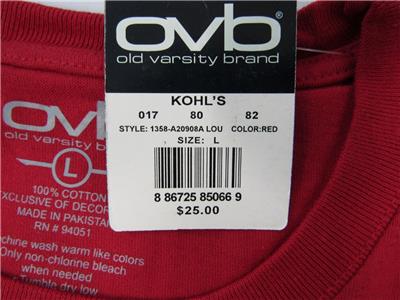 ovb
old varsity brand
KOHL'S
017 80 82
STYLE: 1358-A20908A LOU COLOR:RED
SIZE: L
8 86725 85066 9
$25.00
ovb
old varsity
L
100% COTTON
EXCLUSIVE OF DECOR
MADE IN PAKISTAN
RN # 94051
chine wash warm like colors
Only non-chlorine bleach
when needed
Tumble dry low